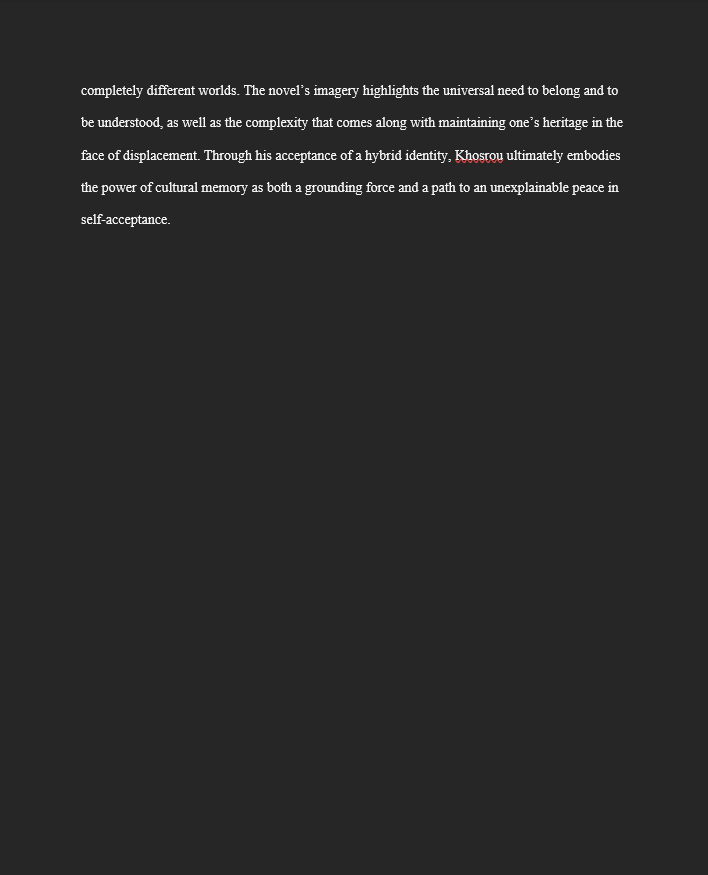 completely different worlds. The novel’s imagery highlights the universal need to belong and to
be understood, as well as the complexity that comes along with maintaining one’s heritage in the
face of displacement. Through his acceptance of a hybrid identity, Khosrou ultimately embodies
the power of cultural memory as both a grounding force and a path to an unexplainable peace in
self-acceptance.